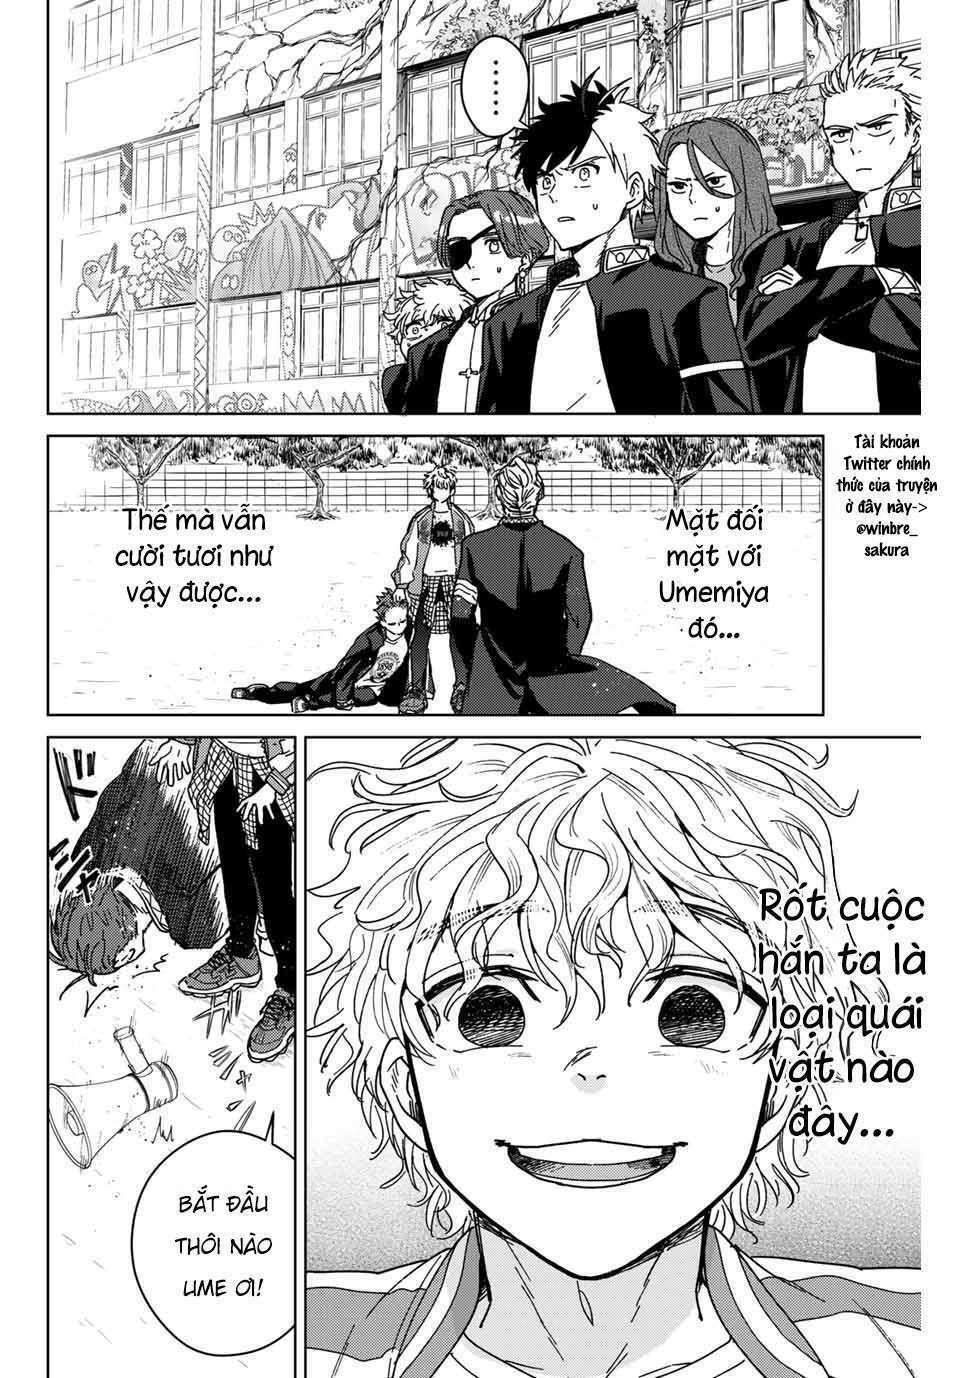 ......
Tài khoản
Twitter chính
thức của truyện
ở đây này->
@winbre_
sakura
Mặt đối
mặt với
Umemiya
đó...
Thế mà vẫn
cười tươi như
vậy được...
Rốt cuộc
hắn ta là
loại quái
vật nào
đây...
BẮT ĐẦU
THÔI NÀO
UME ƠI!